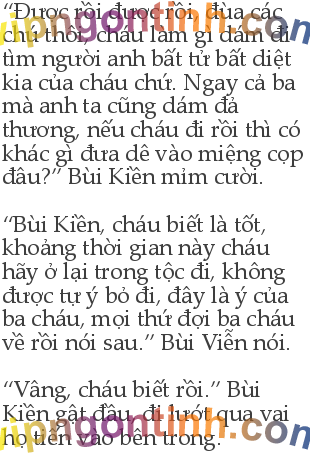 “Được rồi được rồi, đùa các
chú thôi, cháu làm gì dám đi
tìm người anh bất tử bất diệt
kia của cháu chứ. Ngay cả ba
mà anh ta cũng dám đả
thương, nếu cháu đi rồi thì có
khác gì đưa dê vào miệng cọp
đâu?” Bùi Kiền mỉm cười.
“Bùi Kiền, cháu biết là tốt,
khoảng thời gian này cháu
hãy ở lại trong tộc đi, không
được tự ý bỏ đi, đây là ý của
ba cháu, mọi thứ đợi ba cháu
về rồi nói sau.” Bùi Viễn nói.
“Vâng, cháu biết rồi.” Bùi
Kiền gật đầu, đi lướt qua vai
họ tiến vào bên trong.
vipngontinh.com
vipngontinh.com